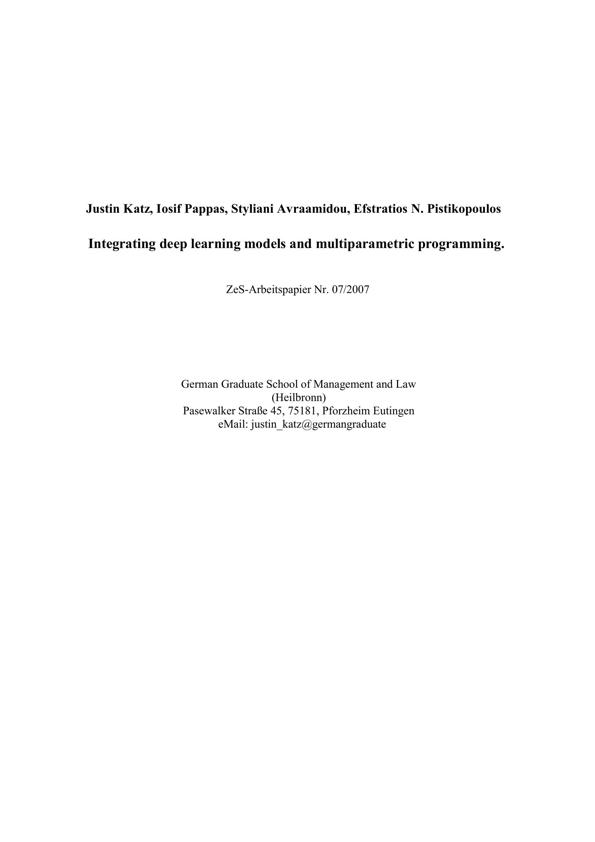 Justin Katz, Iosif Pappas, Styliani Avraamidou, Efstratios N. Pistikopoulos
Integrating deep learning models and multiparametric programming.
ZeS-Arbeitspapier Nr. 07/2007
German Graduate School of Management and Law
(Heilbronn)
Pasewalker Straße 45, 75181, Pforzheim Eutingen
eMail: justin_katz@germangraduate